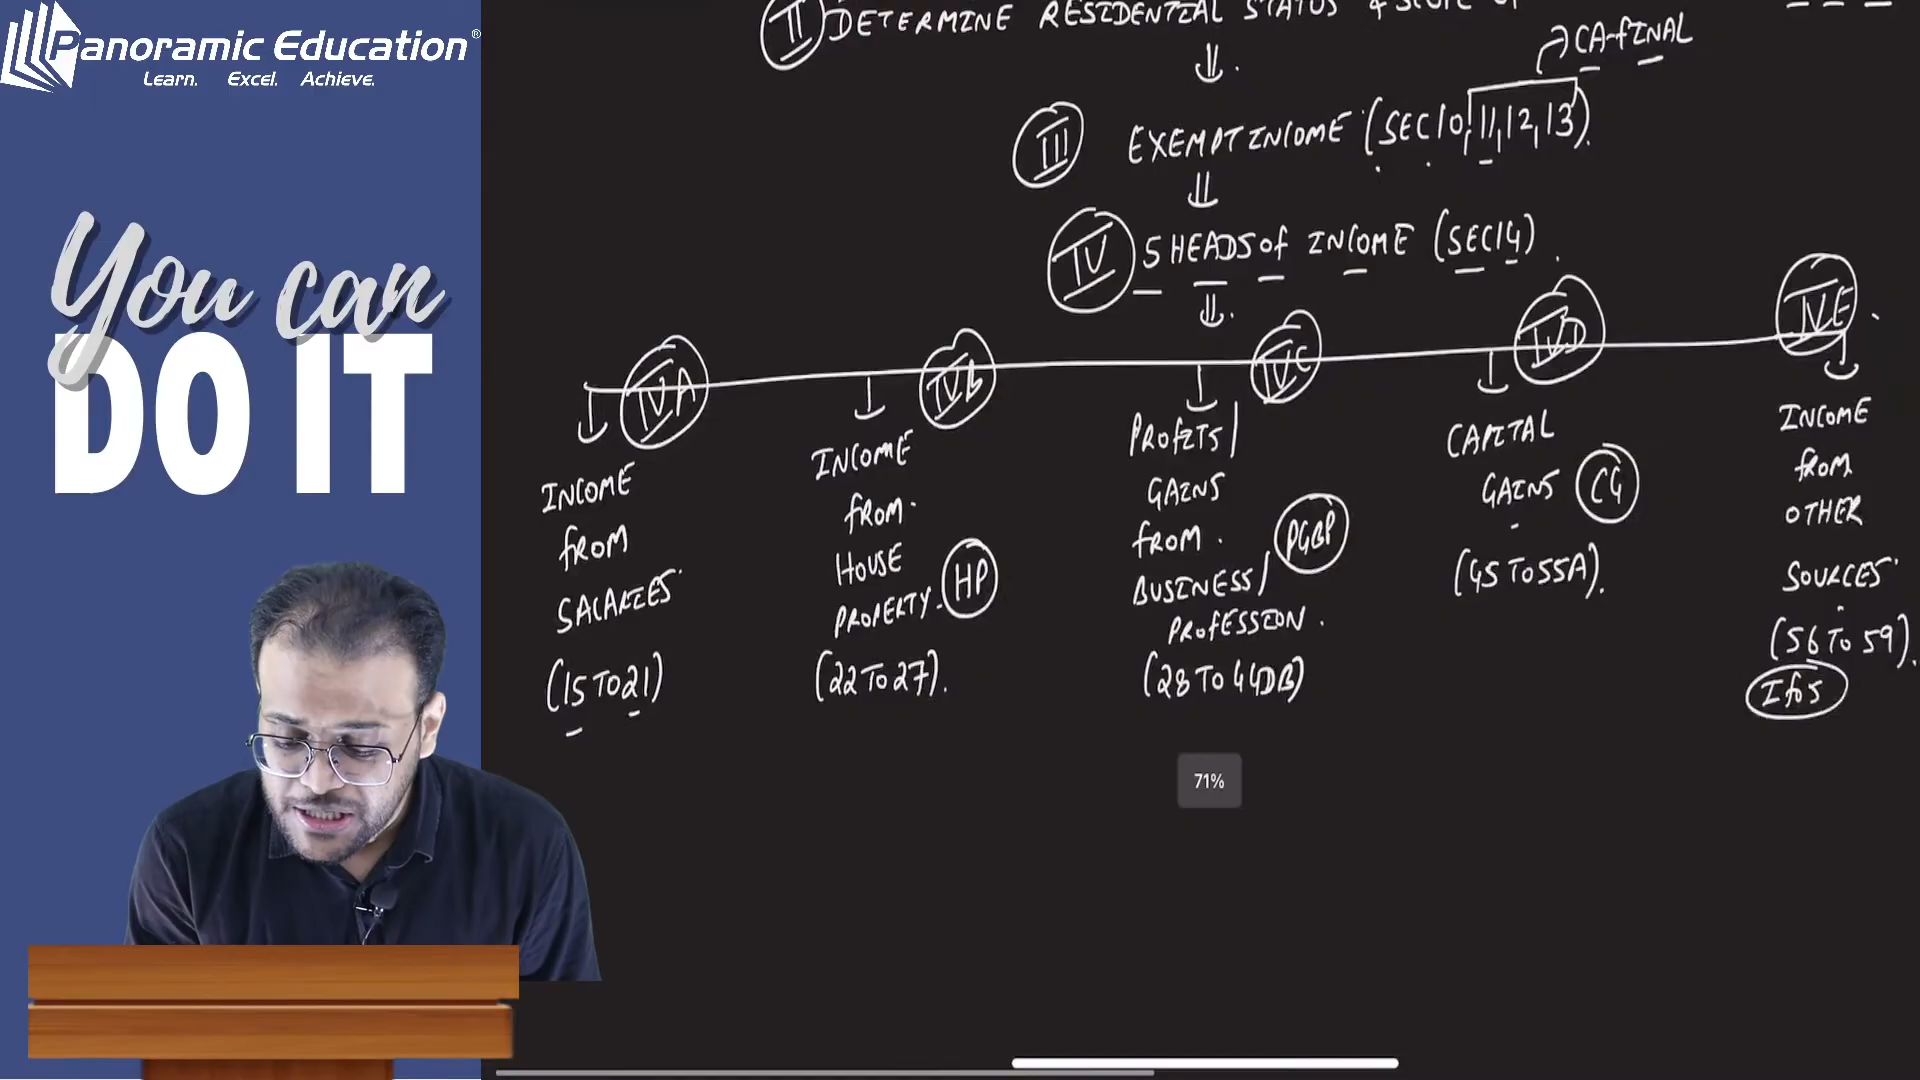 Panoramic Education®
Learn. Excel. Achieve.
You can
DO IT
II DETERMINE RESIDENTIAL STATUS & SCOPE OF
→ CA-FINAL
III EXEMPT INCOME (SEC 10, 11, 12, 13).
IV 5 HEADS OF INCOME (SEC 14).
IV A
INCOME
FROM
SALARIES
(15 TO 21)
IV B
INCOME
FROM
HOUSE
PROPERTY. HP
(22 TO 27).
IV C
PROFITS/
GAINS
FROM
BUSINESS/ PGBP
PROFESSION.
(28 TO 44DB)
IV D
CAPITAL
GAINS CG
(45 TO 55A).
IV E
INCOME
FROM
OTHER
SOURCES
(56 TO 59).
IFOS
71%